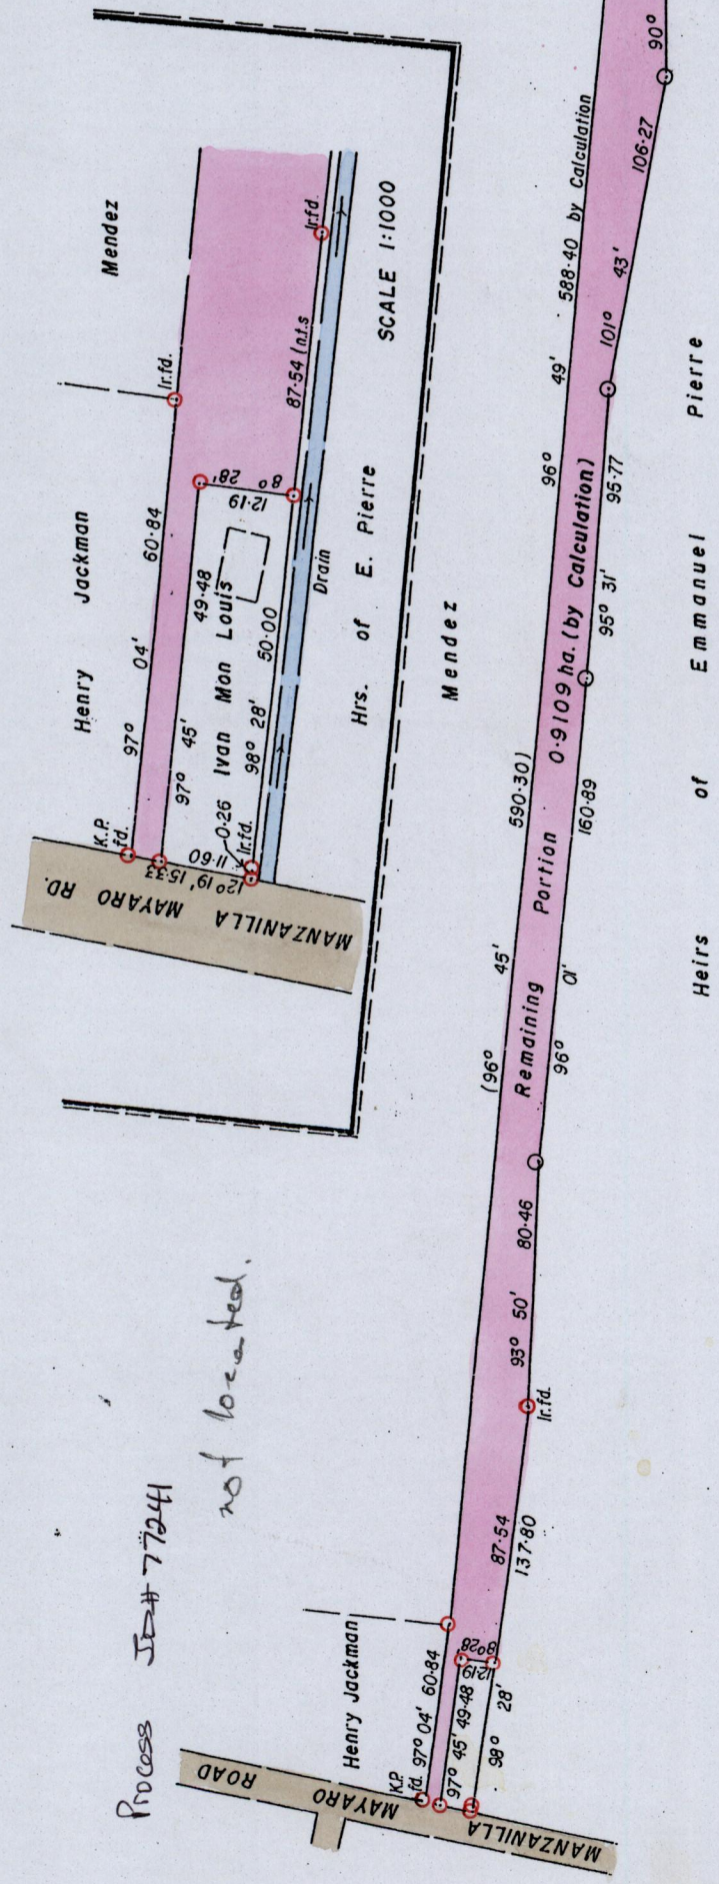 Process JD# 77241
not located.
MANZANILLA MAYARO RD.
K.P.
fd.
Henry Jackman
Mendez
97° 04' 60·84
Ir.fd.
97° 45' 49·48
12° 19' 15·33
11·60
0·26
Ir.fd.
Ivan Mon Louis
98° 28' 50·00
12·19
8° 28'
87·54 (n.t.s
Ir.fd.
Drain
Hrs. of E. Pierre
SCALE 1:1000
MANZANILLA MAYARO ROAD
Henry Jackman
K.P.
fd. 97° 04' 60·84
97° 45' 49·48
12·19
8°28'
98° 28'
87·54
137·80
Ir.fd.
93° 50' 80·46
Mendez
(96° 45' 590·30)
96° 49' 588·40 by Calculation
Remaining Portion 0·9109 ha. (by Calculation)
96° 01' 160·89
95° 31' 95·77
101° 43' 106·27
90°
Heirs of Emmanuel Pierre